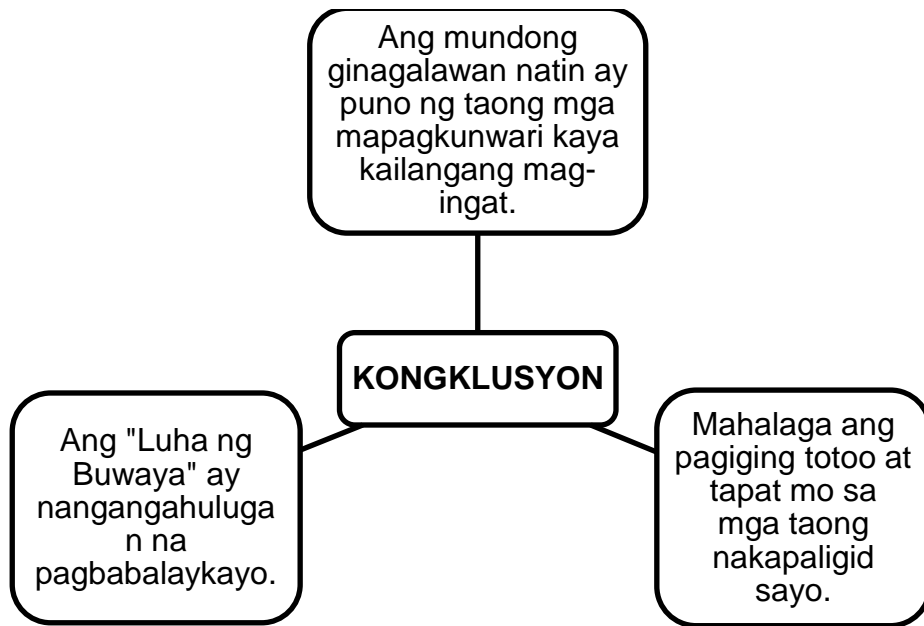 Ang mundong
ginagalawan natin ay
puno ng taong mga
mapagkunwari kaya
kailangang mag-
ingat.
KONGKLUSYON
Ang "Luha ng
Buwaya" ay
nangangahuluga
n na
pagbabalaykayo.
Mahalaga ang
pagiging totoo at
tapat mo sa
mga taong
nakapaligid
sayo.